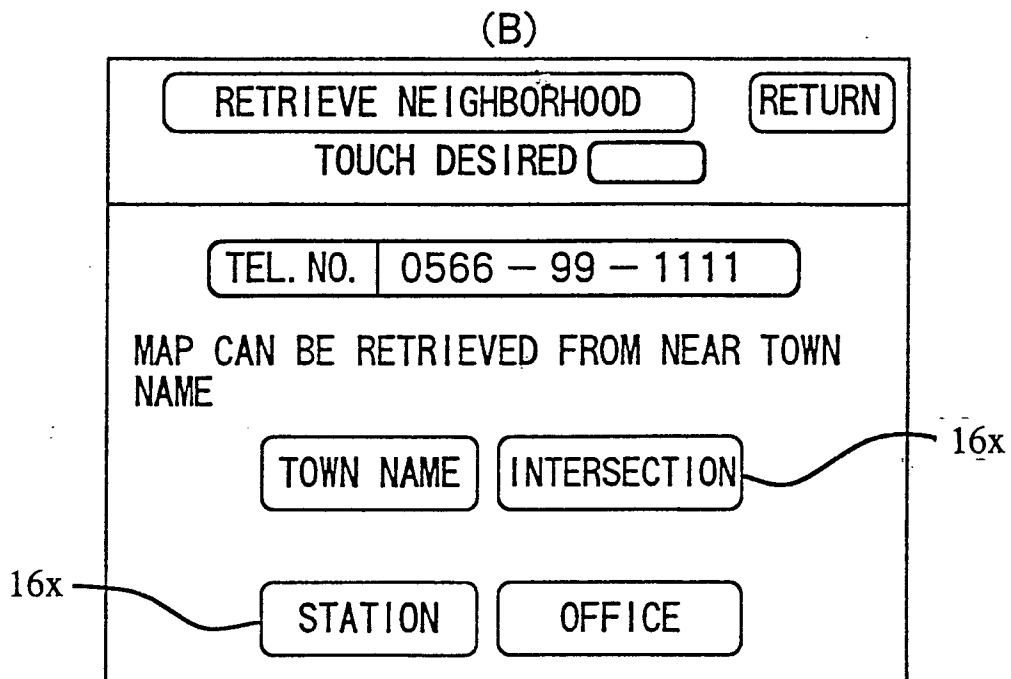 (B)
RETRIEVE NEIGHBORHOOD RETURN
TOUCH DESIRED
TEL. NO. 0566 – 99 – 1111
MAP CAN BE RETRIEVED FROM NEAR TOWN
NAME
TOWN NAME INTERSECTION 16x
16x STATION OFFICE